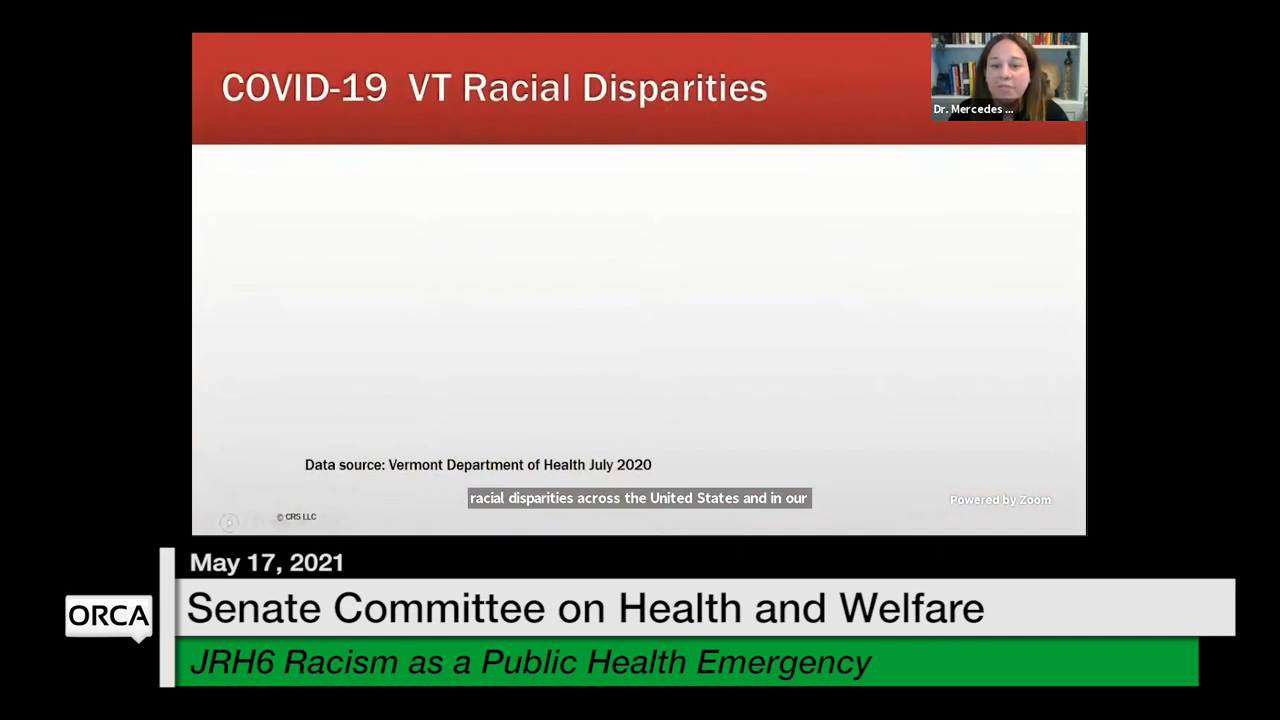 COVID-19 VT Racial Disparities
Dr. Mercedes ...
Data source: Vermont Department of Health July 2020
racial disparities across the United States and in our
Powered by Zoom
© CRS LLC
May 17, 2021
ORCA
Senate Committee on Health and Welfare
JRH6 Racism as a Public Health Emergency